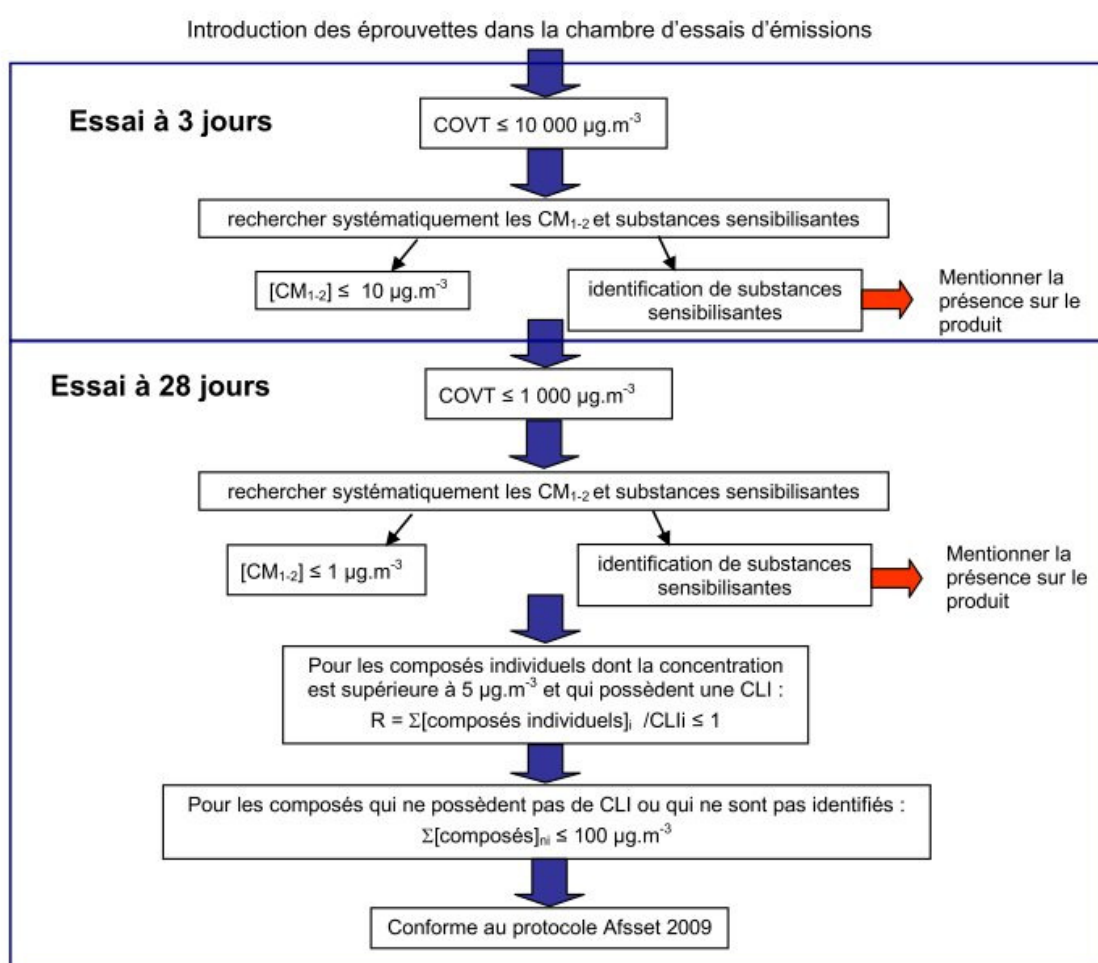 Introduction des éprouvettes dans la chambre d'essais d'émissions
Essai à 3 jours
COVT ≤ 10 000 µg.m⁻³
rechercher systématiquement les CM₁₋₂ et substances sensibilisantes
[CM₁₋₂] ≤ 10 µg.m⁻³
identification de substances
sensibilisantes
Mentionner la
présence sur le
produit
Essai à 28 jours
COVT ≤ 1 000 µg.m⁻³
rechercher systématiquement les CM₁₋₂ et substances sensibilisantes
[CM₁₋₂] ≤ 1 µg.m⁻³
identification de substances
sensibilisantes
Mentionner la
présence sur le
produit
Pour les composés individuels dont la concentration
est supérieure à 5 µg.m⁻³ et qui possèdent une CLI :
R = Σ[composés individuels]ᵢ /CLIi ≤ 1
Pour les composés qui ne possèdent pas de CLI ou qui ne sont pas identifiés :
Σ[composés]ₙᵢ ≤ 100 µg.m⁻³
Conforme au protocole Afsset 2009